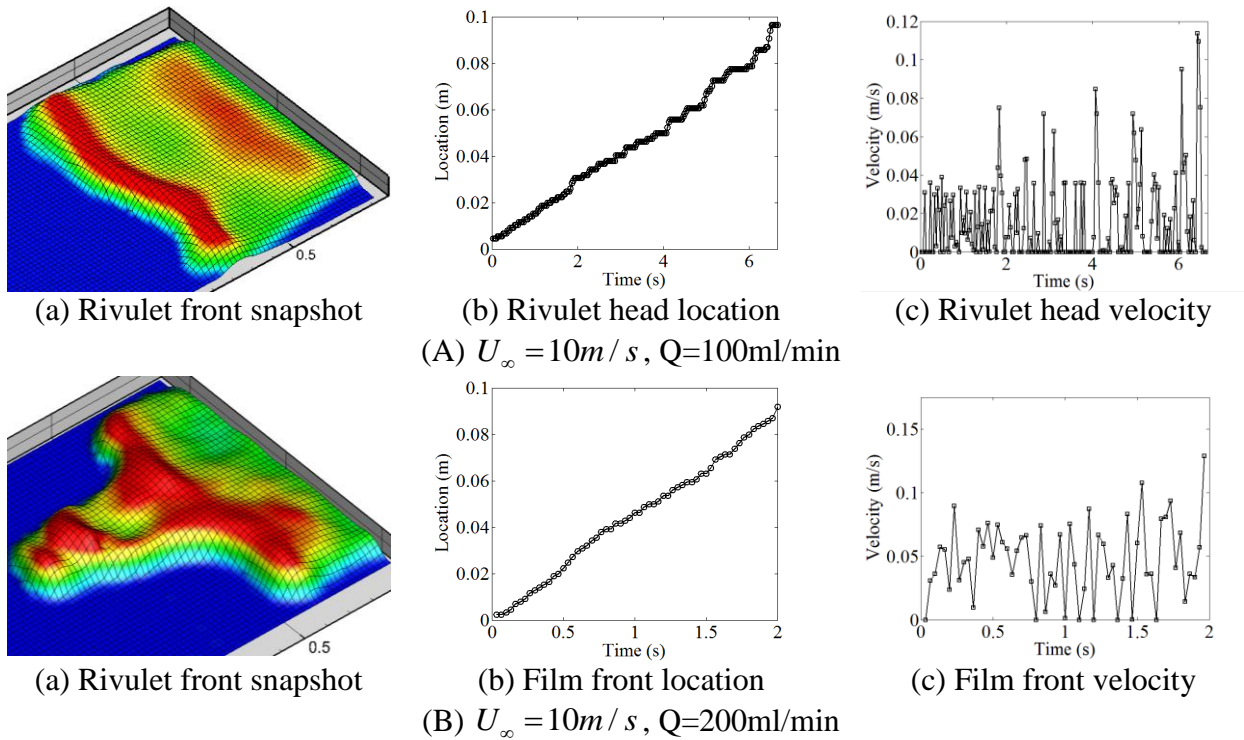 0.5
Location (m)
0.1
0.08
0.06
0.04
0.02
0
0 2 4 6
Time (s)
Velocity (m/s)
0.12
0.1
0.08
0.06
0.04
0.02
0
0 2 4 6
Time (s)
(a) Rivulet front snapshot
(b) Rivulet head location
(c) Rivulet head velocity
(A) U∞ = 10m / s , Q=100ml/min
0.5
Location (m)
0.1
0.08
0.06
0.04
0.02
0
0 0.5 1 1.5 2
Time (s)
Velocity (m/s)
0.15
0.1
0.05
0
0 0.5 1 1.5 2
Time (s)
(a) Rivulet front snapshot
(b) Film front location
(c) Film front velocity
(B) U∞ = 10m / s , Q=200ml/min